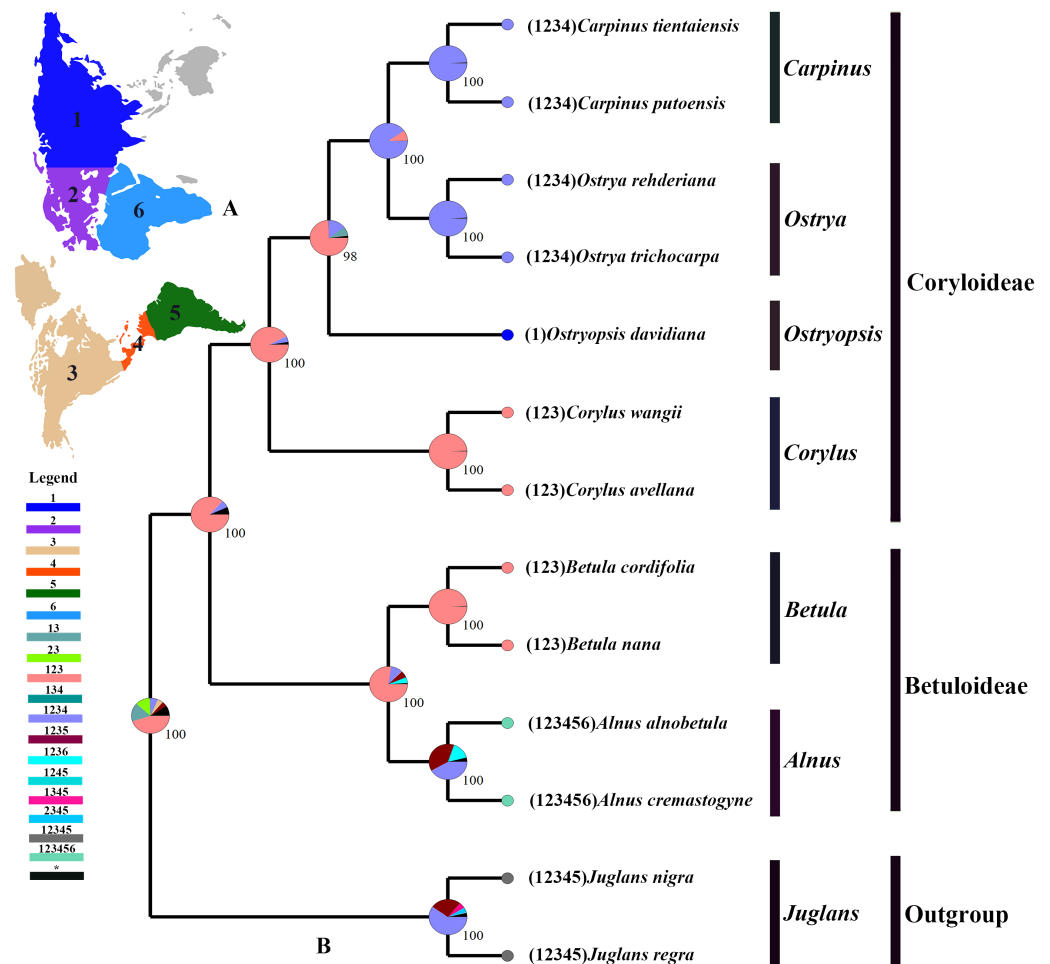 1
2
6
A
5
4
3
Legend
1
2
3
4
5
6
13
23
123
134
1234
1235
1236
1245
1345
2345
12345
123456
*
(1234)Carpinus tientaiensis
100
(1234)Carpinus putoensis
Carpinus
100
(1234)Ostrya rehderiana
100
(1234)Ostrya trichocarpa
Ostrya
98
(1)Ostryopsis davidiana
Ostryopsis
100
(123)Corylus wangii
100
(123)Corylus avellana
Corylus
Coryloideae
100
(123)Betula cordifolia
100
(123)Betula nana
Betula
100
(123456)Alnus alnobetula
100
(123456)Alnus cremastogyne
Alnus
Betuloideae
100
(12345)Juglans nigra
100
(12345)Juglans regra
Juglans
Outgroup
B